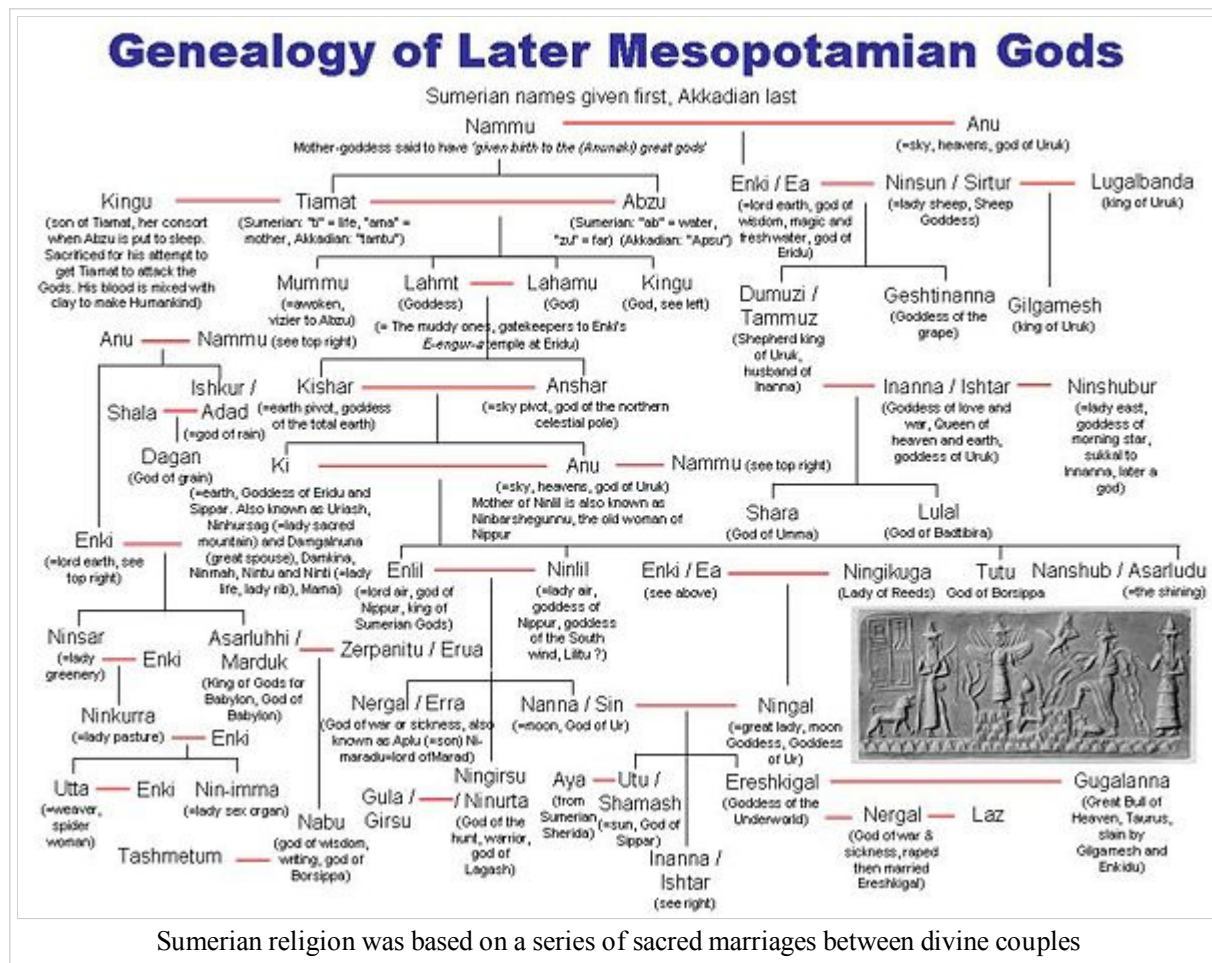 Genealogy of Later Mesopotamian Gods
Sumerian names given first, Akkadian last
Nammu
Mother-goddess said to have 'given birth to the (Anunaki) great gods'
Anu
(=sky, heavens, god of Uruk)
Kingu
(son of Tiamat, her consort
when Abzu is put to sleep.
Sacrificed for his attempt to
get Tiamat to attack the
Gods. His blood is mixed with
clay to make Humankind)
Tiamat
(Sumerian: "ti" = life, "ama" =
mother, Akkadian: "tamtu")
Abzu
(Sumerian: "ab" = water,
"zu" = far) (Akkadian: "Apsu")
Enki / Ea
(=lord earth, god of
wisdom, magic and
freshwater, god of
Eridu)
Ninsun / Sirtur
(=lady sheep, Sheep
Goddess)
Lugalbanda
(king of Uruk)
Mummu
(=awoken,
vizier to Abzu)
Lahmt
(Goddess)
Lahamu
(God)
Kingu
(God, see left)
(= The muddy ones, gatekeepers to Enki's
E-engur-a temple at Eridu)
Dumuzi /
Tammuz
(Shepherd king
of Uruk,
husband of
Inanna)
Geshtinanna
(Goddess of the
grape)
Gilgamesh
(king of Uruk)
Anu
Nammu (see top right)
Shala
Ishkur /
Adad
(=god of rain)
Dagan
(God of grain)
Kishar
(=earth pivot, goddess
of the total earth)
Anshar
(=sky pivot, god of the northern
celestial pole)
Inanna / Ishtar
(Goddess of love and
war, Queen of
heaven and earth,
goddess of Uruk)
Ninshubur
(=lady east,
goddess of
morning star,
sukkal to
Innanna, later a
god)
Ki
(=earth, Goddess of Eridu and
Sippar. Also known as Uriash,
Ninhursag (=lady sacred
mountain) and Damgalnuna
(great spouse), Damkina,
Ninmah, Nintu and Ninti (=lady
life, lady rib), Mama)
Anu
(=sky, heavens, god of Uruk)
Mother of Ninlil is also known as
Ninbarshegunnu, the old woman of
Nippur
Nammu (see top right)
Shara
(God of Umma)
Lulal
(God of Badtibira)
Enki
(=lord earth, see
top right)
Enlil
(=lord air, god of
Nippur, king of
Sumerian Gods)
Ninlil
(=lady air,
goddess of
Nippur, goddess
of the South
wind, Lilitu ?)
Enki / Ea
(see above)
Ningikuga
(Lady of Reeds)
Tutu
God of Borsippa
Nanshub / Asarludu
(=the shining)
Ninsar
(=lady
greenery)
Enki
Asarluhhi /
Marduk
(King of Gods for
Babylon, God of
Babylon)
Zerpanitu / Erua
Nergal / Erra
(God of war or sickness, also
known as Aplu (=son) Ni-
maradu=lord of Marad)
Nanna / Sin
(=moon, God of Ur)
Ningal
(=great lady, moon
Goddess, Goddess
of Ur)
Ninkurra
(=lady pasture)
Enki
Utta
(=weaver,
spider
woman)
Enki
Nin-imma
(=lady sex organ)
Tashmetum
Nabu
(god of wisdom,
writing, god of
Borsippa)
Gula /
Girsu
Ningirsu
/ Ninurta
(God of the
hunt, warrior,
god of
Lagash)
Aya
(from
Sumerian
Sherida)
Utu /
Shamash
(=sun, God of
Sippar)
Inanna /
Ishtar
(see right)
Ereshkigal
(Goddess of the
Underworld)
Nergal
(God of war &
sickness, raped
then married
Ereshkigal)
Laz
Gugalanna
(Great Bull of
Heaven, Taurus,
slain by
Gilgamesh and
Enkidu)
Sumerian religion was based on a series of sacred marriages between divine couples